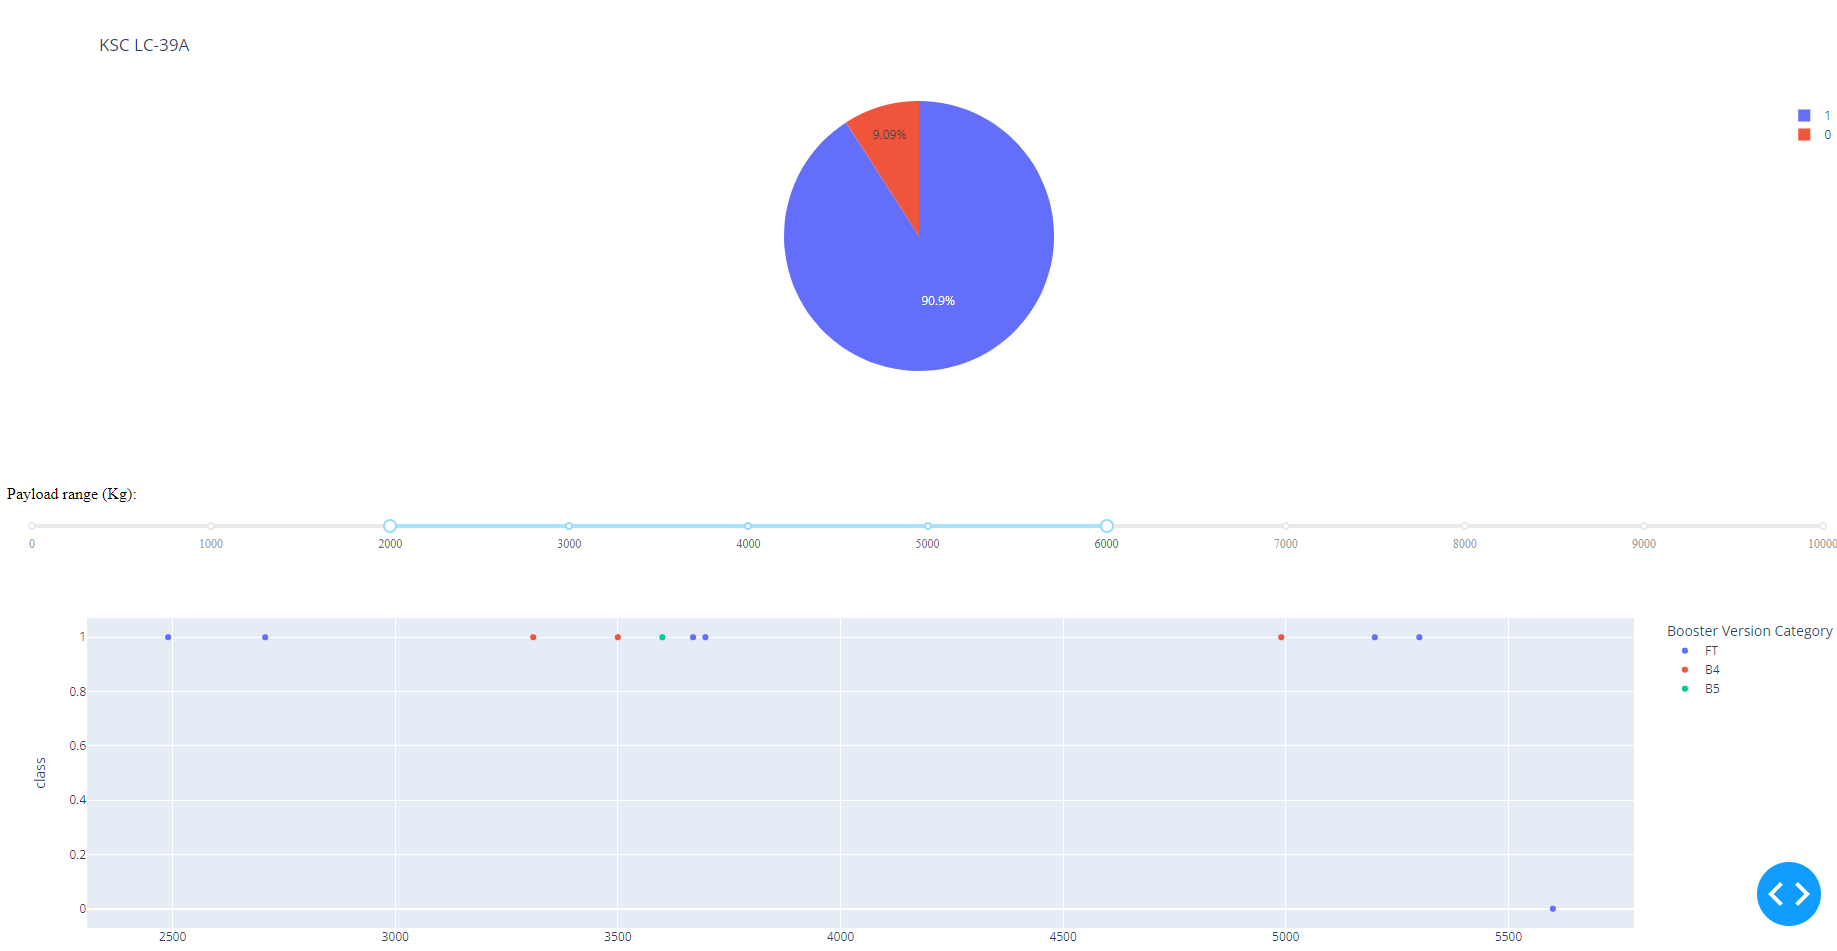 KSC LC-39A
1
0
9.09%
90.9%
Payload range (Kg):
0 1000 2000 3000 4000 5000 6000 7000 8000 9000 10000
Booster Version Category
FT
B4
B5
class
1
0.8
0.6
0.4
0.2
0
2500 3000 3500 4000 4500 5000 5500